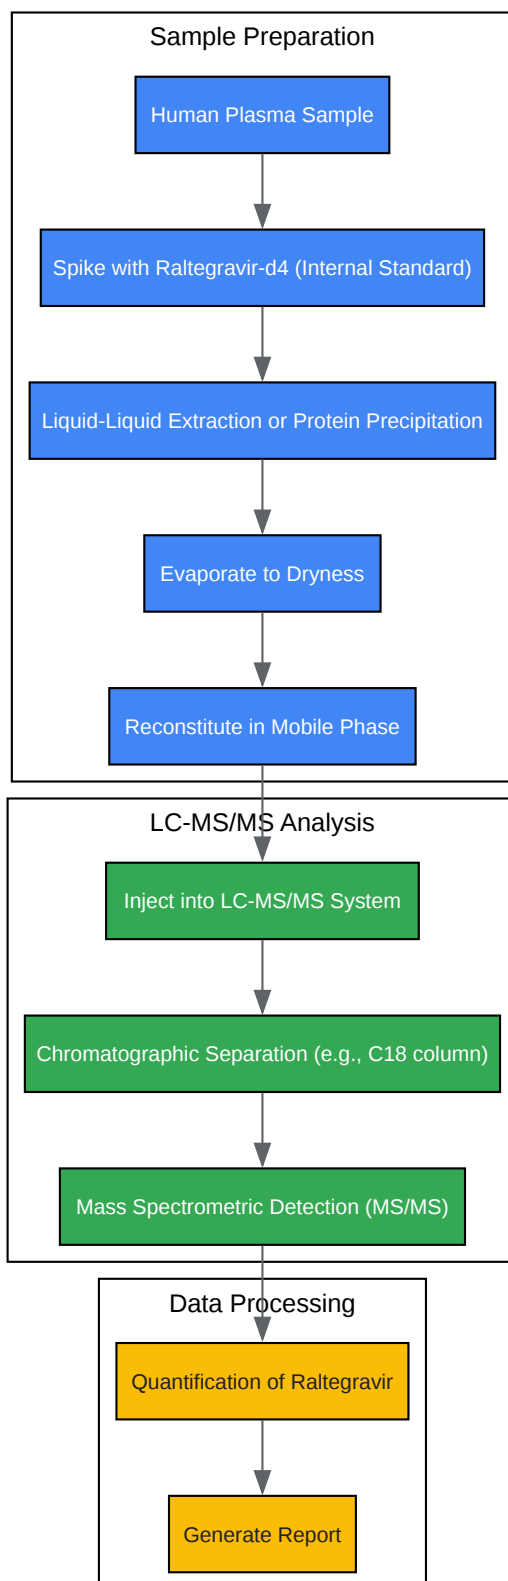 Sample Preparation
Human Plasma Sample
Spike with Raltegravir-d4 (Internal Standard)
Liquid-Liquid Extraction or Protein Precipitation
Evaporate to Dryness
Reconstitute in Mobile Phase
LC-MS/MS Analysis
Inject into LC-MS/MS System
Chromatographic Separation (e.g., C18 column)
Mass Spectrometric Detection (MS/MS)
Data Processing
Quantification of Raltegravir
Generate Report